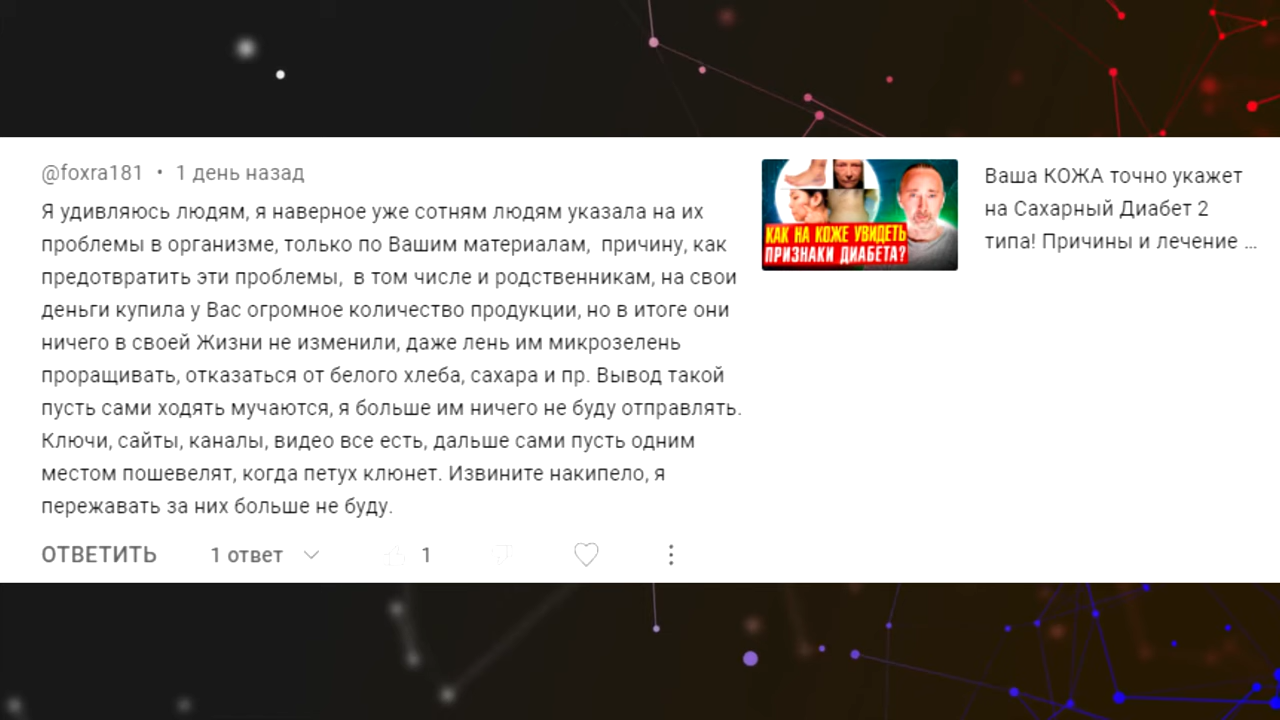 @foxra181 • 1 день назад
Я удивляюсь людям, я наверное уже сотням людям указала на их
проблемы в организме, только по Вашим материалам,  причину, как
предотвратить эти проблемы,  в том числе и родственникам, на свои
деньги купила у Вас огромное количество продукции, но в итоге они
ничего в своей Жизни не изменили, даже лень им микрозелень
проращивать, отказаться от белого хлеба, сахара и пр. Вывод такой
пусть сами ходять мучаются, я больше им ничего не буду отправлять.
Ключи, сайты, каналы, видео все есть, дальше сами пусть одним
местом пошевелят, когда петух клюнет. Извините накипело, я
пережавать за них больше не буду.
ОТВЕТИТЬ 1 ответ 1
КАК НА КОЖЕ УВИДЕТЬ
ПРИЗНАКИ ДИАБЕТА?
Ваша КОЖА точно укажет
на Сахарный Диабет 2
типа! Причины и лечение ...